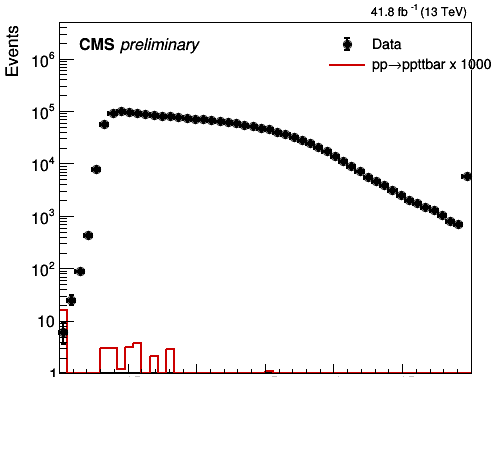 41.8 fb⁻¹ (13 TeV)
Events
CMS preliminary
Data
pp→ppttbar x 1000
10⁶
10⁵
10⁴
10³
10²
10
1